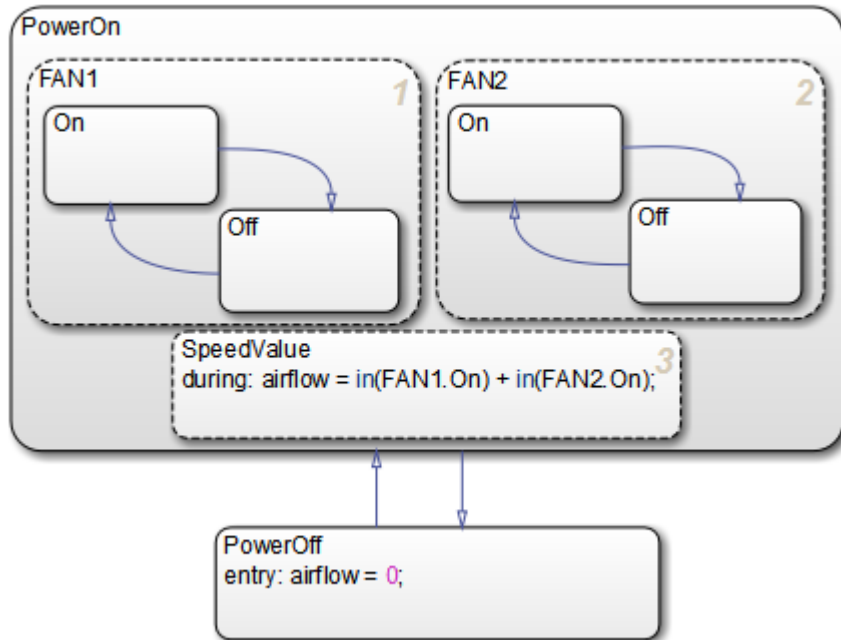 PowerOn
FAN1
1
On
Off
FAN2
2
On
Off
SpeedValue
3
during: airflow = in(FAN1.On) + in(FAN2.On);
PowerOff
entry: airflow = 0;